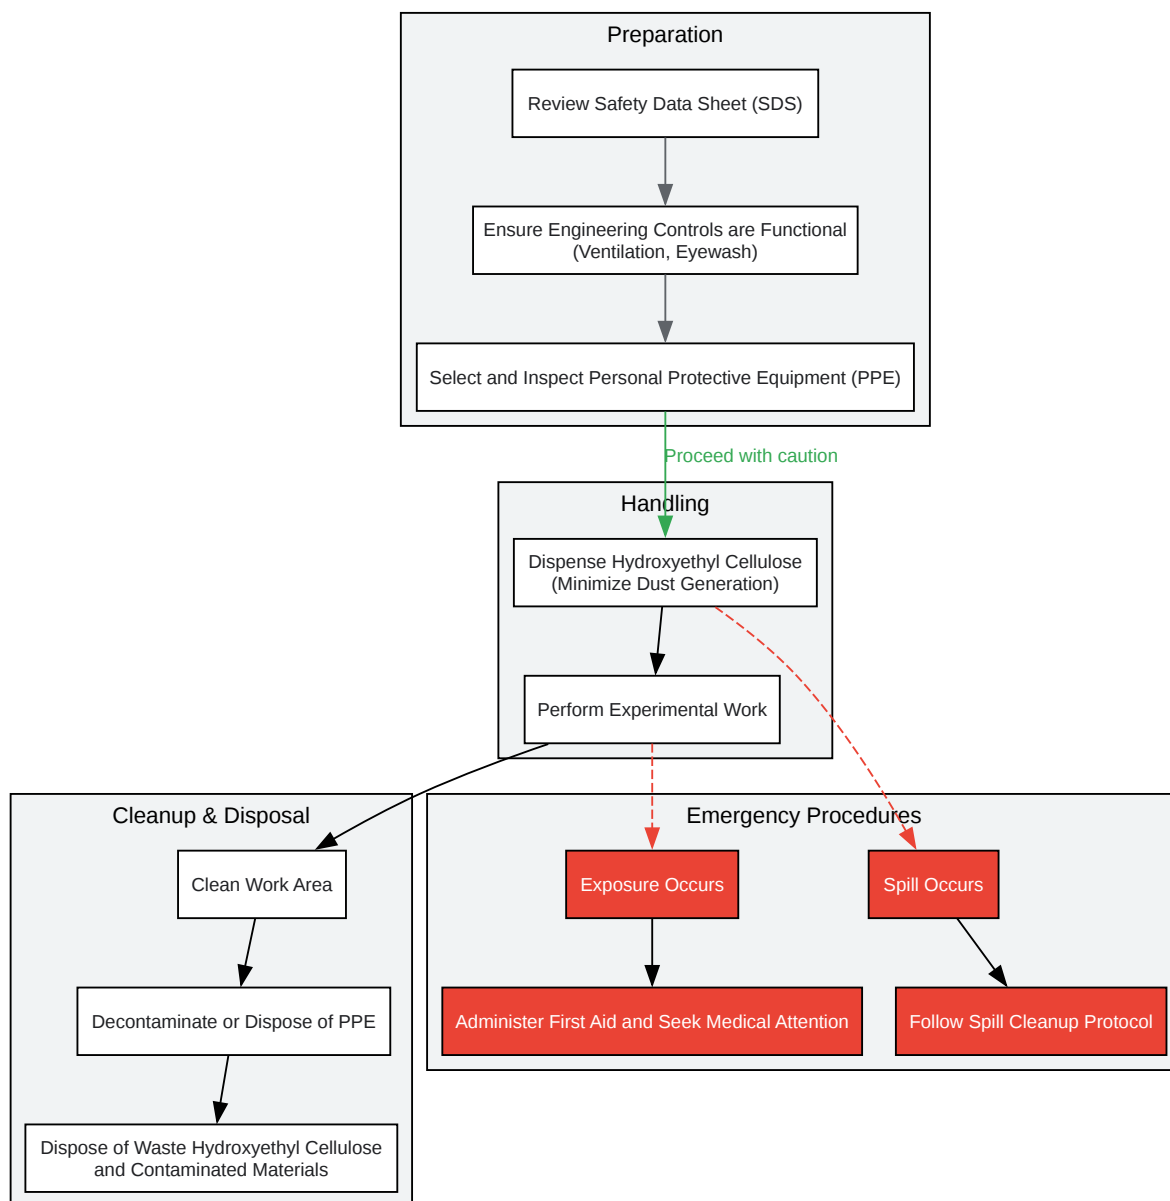 Preparation
Review Safety Data Sheet (SDS)
Ensure Engineering Controls are Functional
(Ventilation, Eyewash)
Select and Inspect Personal Protective Equipment (PPE)
Proceed with caution
Handling
Dispense Hydroxyethyl Cellulose
(Minimize Dust Generation)
Perform Experimental Work
Cleanup & Disposal
Clean Work Area
Decontaminate or Dispose of PPE
Dispose of Waste Hydroxyethyl Cellulose
and Contaminated Materials
Emergency Procedures
Exposure Occurs
Spill Occurs
Administer First Aid and Seek Medical Attention
Follow Spill Cleanup Protocol